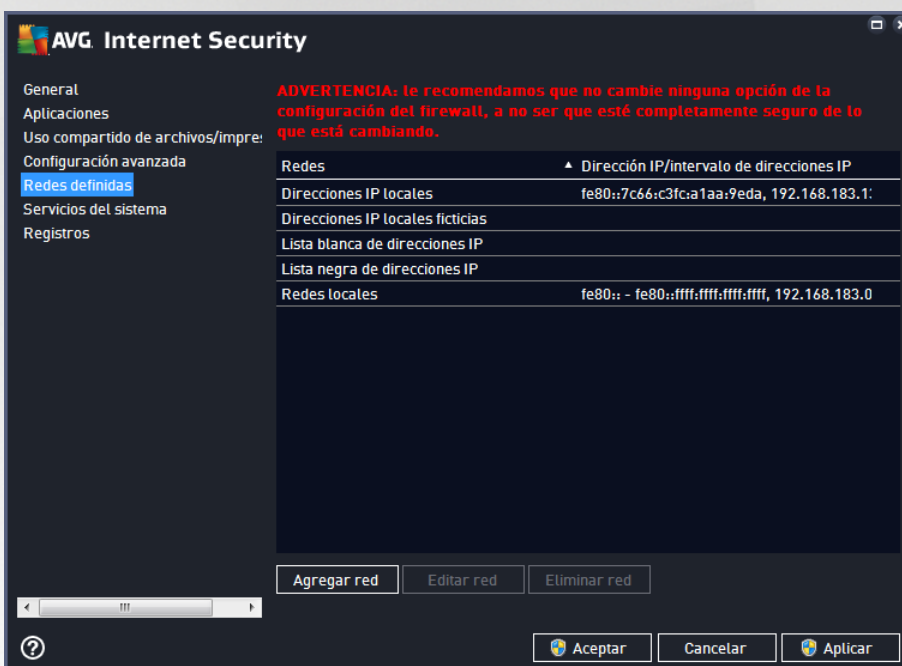 AVG Internet Security
General
Aplicaciones
Uso compartido de archivos/impre
Configuración avanzada
Redes definidas
Servicios del sistema
Registros
ADVERTENCIA: le recomendamos que no cambie ninguna opción de la
configuración del firewall, a no ser que esté completamente seguro de lo
que está cambiando.
Redes Dirección IP/intervalo de direcciones IP
Direcciones IP locales fe80::7c66:c3fc:a1aa:9eda, 192.168.183.1
Direcciones IP locales ficticias
Lista blanca de direcciones IP
Lista negra de direcciones IP
Redes locales fe80:: - fe80::ffff:ffff:ffff:ffff, 192.168.183.0
Agregar red Editar red Eliminar red
Aceptar Cancelar Aplicar